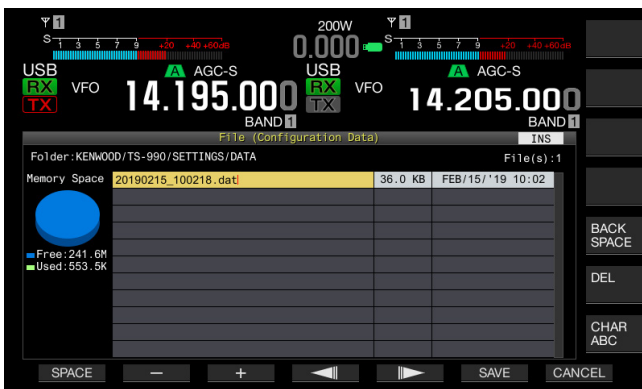 1 200W 1
S 1 3 5 7 9 +20 +40 +60dB 0.000 S 1 3 5 7 9 +20 +40 +60dB
USB A AGC-S USB A AGC-S
RX VFO 14.195.000 RX VFO 14.205.000
TX BAND 1 TX BAND 1
File (Configuration Data) INS
Folder:KENWOOD/TS-990/SETTINGS/DATA File(s):1
Memory Space 20190215_100218.dat 36.0 KB FEB/15/'19 10:02
Free:241.6M
Used:553.5K
BACK
SPACE
DEL
CHAR
ABC
SPACE − + SAVE CANCEL